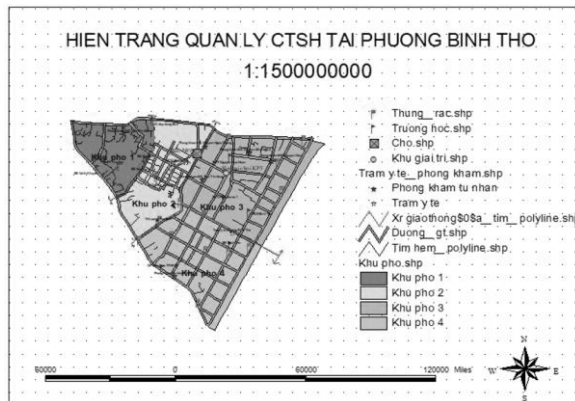 HIEN TRANG QUAN LY CTSH TAI PHUONG BINH THO
1:1500000000
Thung_rac.shp
Truong hoc.shp
Cho.shp
Khu giai tri.shp
Tram y te_phong kham.shp
Phong kham tu nhan
Tram y te
Xr giaothong$0$a_tim_polyline.sh
Duong_gt.shp
Tim hem_polyline.shp
Khu pho.shp
Khu pho 1
Khu pho 2
Khu pho 3
Khu pho 4
Khu pho 1
Khu pho 2
Khu pho 3
Khu pho 4
60000 0 60000 120000 Miles
N
W E
S